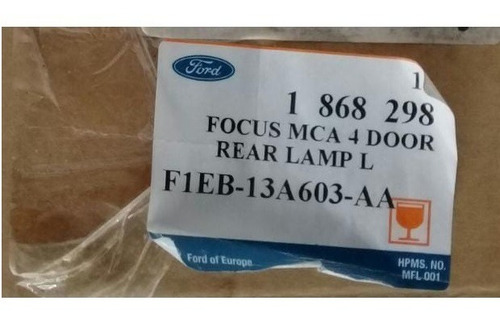 Ford
1
1 868 298
FOCUS MCA 4 DOOR
REAR LAMP L
F1EB-13A603-AA
Ford of Europe
HPMS. NO.
MFL 001